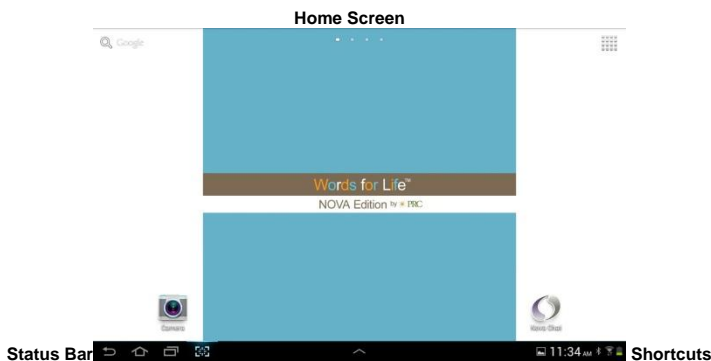 Home Screen
Google
Words for Life™
NOVA Edition by PRC
Camera
Nova Chat
Status Bar
11:34 AM
Shortcuts